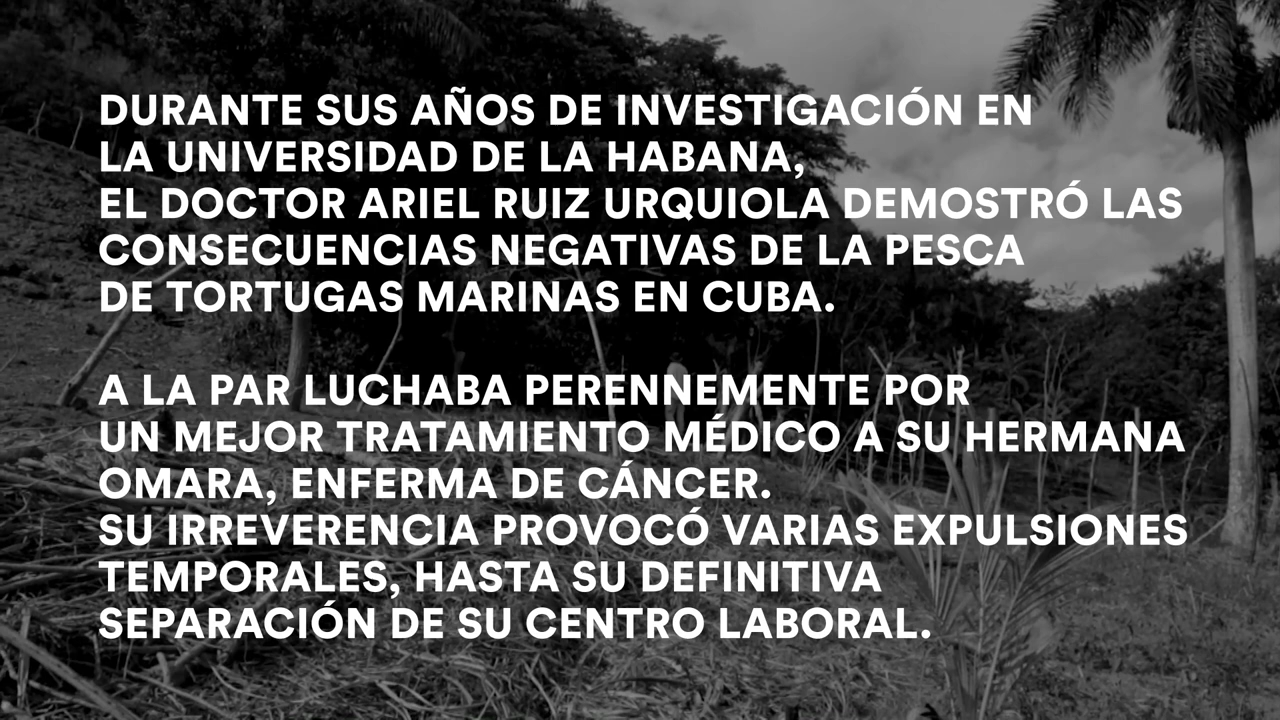 DURANTE SUS AÑOS DE INVESTIGACIÓN EN
LA UNIVERSIDAD DE LA HABANA,
EL DOCTOR ARIEL RUIZ URQUIOLA DEMOSTRÓ LAS
CONSECUENCIAS NEGATIVAS DE LA PESCA
DE TORTUGAS MARINAS EN CUBA.
A LA PAR LUCHABA PERENNEMENTE POR
UN MEJOR TRATAMIENTO MÉDICO A SU HERMANA
OMARA, ENFERMA DE CÁNCER.
SU IRREVERENCIA PROVOCÓ VARIAS EXPULSIONES
TEMPORALES, HASTA SU DEFINITIVA
SEPARACIÓN DE SU CENTRO LABORAL.